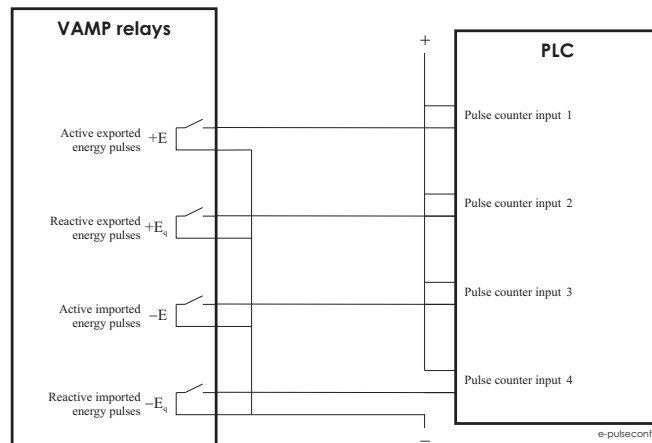 VAMP relays
PLC
+
Pulse counter input 1
Active exported
energy pulses +E
Pulse counter input 2
Reactive exported
energy pulses +Eq
Pulse counter input 3
Active imported
energy pulses −E
Pulse counter input 4
Reactive imported
energy pulses −Eq
−
e-pulseconf